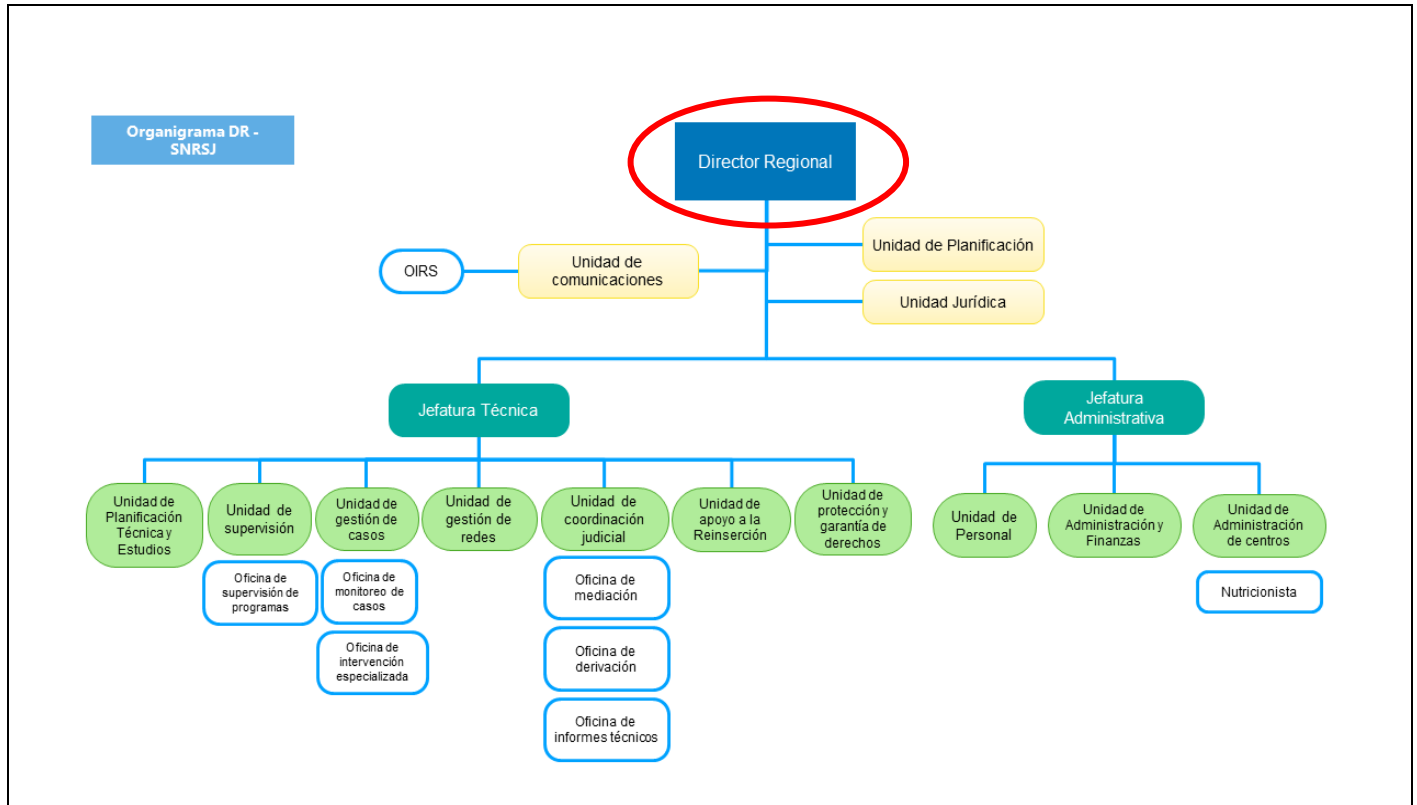 Organigrama DR -
SNRSJ
Director Regional
Unidad de Planificación
OIRS
Unidad de
comunicaciones
Unidad Jurídica
Jefatura Técnica
Jefatura
Administrativa
Unidad de
Planificación
Técnica y
Estudios
Unidad de
supervisión
Unidad de
gestión de
casos
Unidad de
gestión de
redes
Unidad de
coordinación
judicial
Unidad de
apoyo a la
Reinserción
Unidad de
protección y
garantía de
derechos
Unidad de
Personal
Unidad de
Administración y
Finanzas
Unidad de
Administración
de centros
Oficina de
supervisión de
programas
Oficina de
monitoreo de
casos
Oficina de
mediación
Nutricionista
Oficina de
intervención
especializada
Oficina de
derivación
Oficina de
informes técnicos